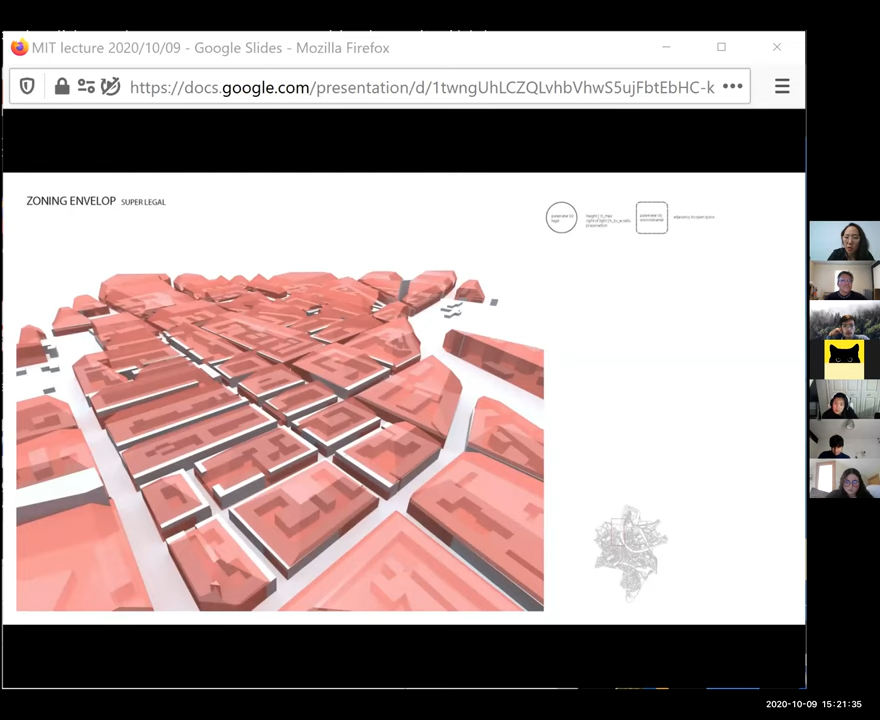 MIT lecture 2020/10/09 - Google Slides - Mozilla Firefox
https://docs.google.com/presentation/d/1twngUhLCZQLvhbVhwS5ujFbtEbHC-k
ZONING ENVELOP SUPER LEGAL
2020-10-09 15:21:35